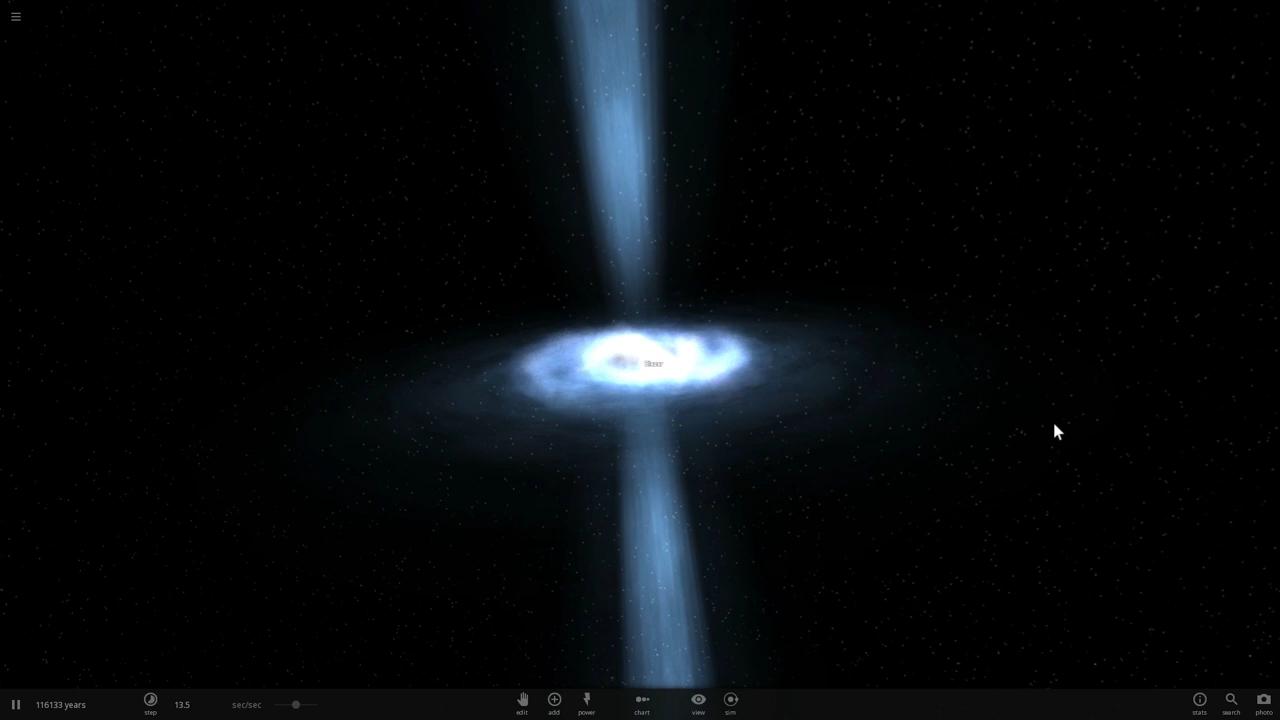 116133 years
step
13.5
sec/sec
edit
add
power
chart
view
sim
stats
search
photo